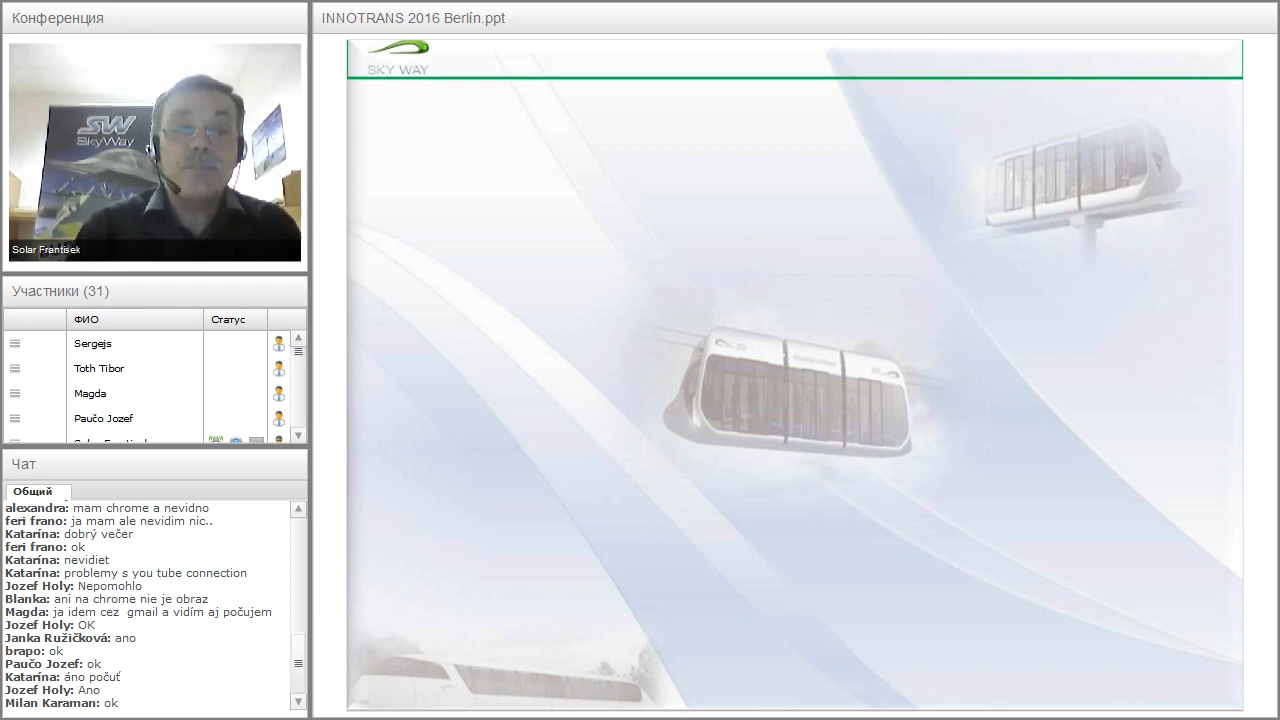 Конференция
INNOTRANS 2016 Berlín.ppt
SW
SkyWay
Solar Frantisek
SKY WAY
Участники (31)
ФИО
Статус
Sergejs
Toth Tibor
Magda
Paučo Jozef
Чат
Общий
alexandra: mam chrome a nevidno
feri frano: ja mam ale nevidim nic..
Katarína: dobrý večer
feri frano: ok
Katarína: nevidiet
Katarína: problemy s you tube connection
Jozef Holy: Nepomohlo
Blanka: ani na chrome nie je obraz
Magda: ja idem cez  gmail a vidím aj počujem
Jozef Holy: OK
Janka Ružičková: ano
brapo: ok
Paučo Jozef: ok
Katarína: áno počuť
Jozef Holy: Ano
Milan Karaman: ok